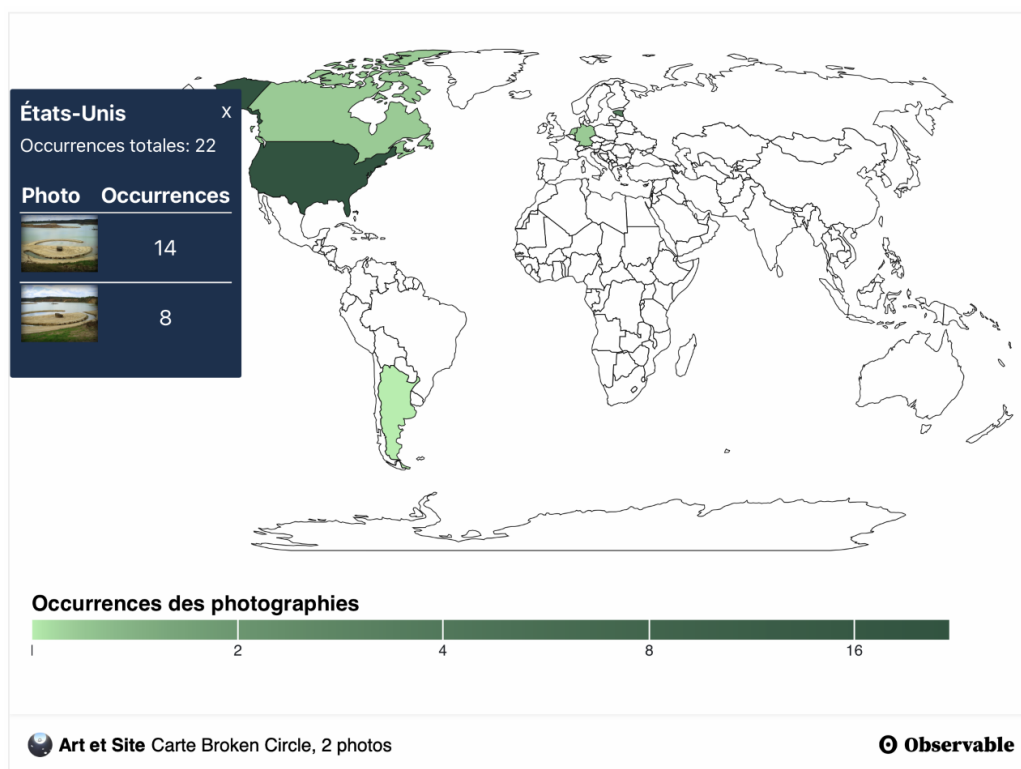 États-Unis x
Occurrences totales: 22
Photo Occurrences
14
8
Occurrences des photographies
2 4 8 16
Art et Site Carte Broken Circle, 2 photos
Observable